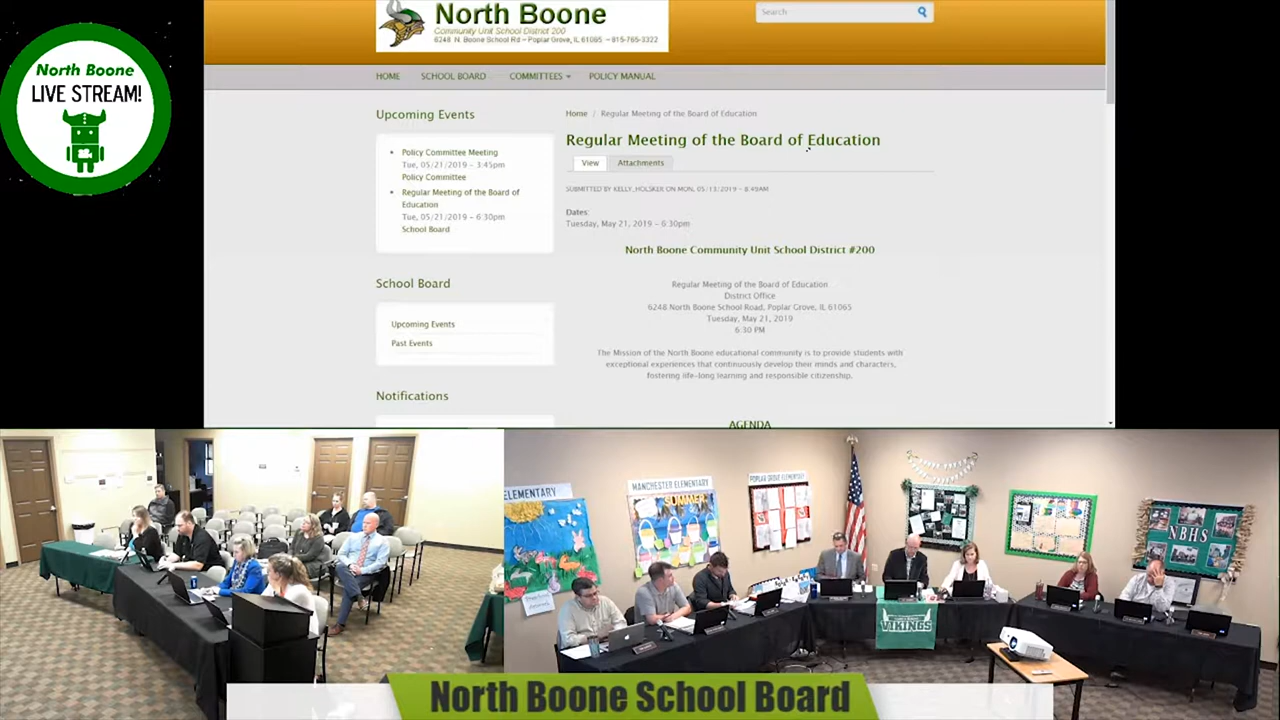 North Boone
LIVE STREAM!
North Boone
Community Unit School District 200
6248 N. Boone School Rd – Poplar Grove, IL 61065 – 815-765-3322
Search
HOME
SCHOOL BOARD
COMMITTEES
POLICY MANUAL
Upcoming Events
Policy Committee Meeting
Tue, 05/21/2019 – 3:45pm
Policy Committee
Regular Meeting of the Board of
Education
Tue, 05/21/2019 – 6:30pm
School Board
School Board
Upcoming Events
Past Events
Notifications
Home / Regular Meeting of the Board of Education
Regular Meeting of the Board of Education
View
Attachments
SUBMITTED BY KELLY_HOLSKER ON MON, 05/13/2019 – 8:49AM
Dates:
Tuesday, May 21, 2019 – 6:30pm
North Boone Community Unit School District #200
Regular Meeting of the Board of Education
District Office
6248 North Boone School Road, Poplar Grove, IL 61065
Tuesday, May 21, 2019
6:30 PM
The Mission of the North Boone educational community is to provide students with
exceptional experiences that continuously develop their minds and characters,
fostering life-long learning and responsible citizenship.
AGENDA
ELEMENTARY
MANCHESTER ELEMENTARY
SUMMER
POPLAR GROVE ELEMENTARY
NBHS
VIKINGS
North Boone School Board